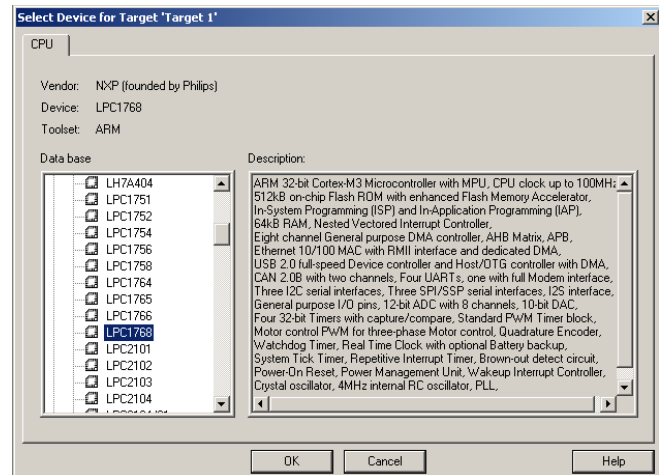 Select Device for Target 'Target 1'
CPU
Vendor: NXP (founded by Philips)
Device: LPC1768
Toolset: ARM
Data base
LH7A404
LPC1751
LPC1752
LPC1754
LPC1756
LPC1758
LPC1764
LPC1765
LPC1766
LPC1768
LPC2101
LPC2102
LPC2103
LPC2104
Description:
ARM 32-bit Cortex-M3 Microcontroller with MPU, CPU clock up to 100MHz
512kB on-chip Flash ROM with enhanced Flash Memory Accelerator,
In-System Programming (ISP) and In-Application Programming (IAP),
64kB RAM, Nested Vectored Interrupt Controller,
Eight channel General purpose DMA controller, AHB Matrix, APB,
Ethernet 10/100 MAC with RMII interface and dedicated DMA,
USB 2.0 full-speed Device controller and Host/OTG controller with DMA,
CAN 2.0B with two channels, Four UARTs, one with full Modem interface,
Three I2C serial interfaces, Three SPI/SSP serial interfaces, I2S interface,
General purpose I/O pins, 12-bit ADC with 8 channels, 10-bit DAC,
Four 32-bit Timers with capture/compare, Standard PWM Timer block,
Motor control PWM for three-phase Motor control, Quadrature Encoder,
Watchdog Timer, Real Time Clock with optional Battery backup,
System Tick Timer, Repetitive Interrupt Timer, Brown-out detect circuit,
Power-On Reset, Power Management Unit, Wakeup Interrupt Controller,
Crystal oscillator, 4MHz internal RC oscillator, PLL,
OK
Cancel
Help